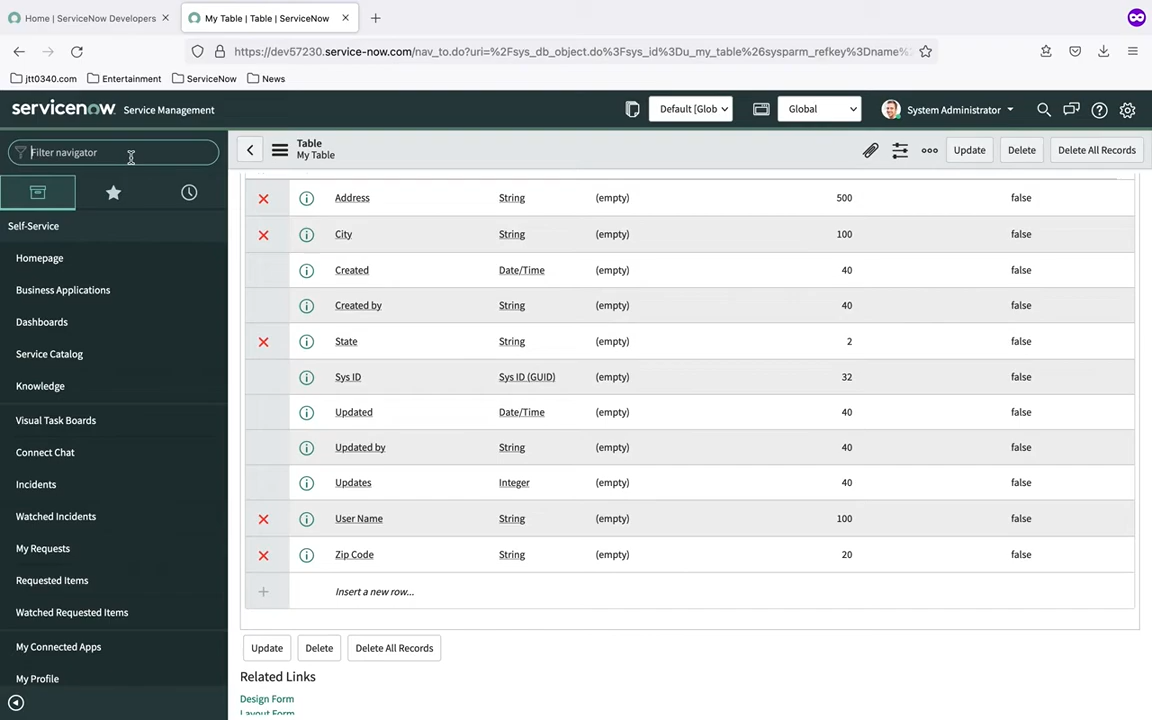 Home | ServiceNow Developers
My Table | Table | ServiceNow
https://dev57230.service-now.com/nav_to.do?uri=%2Fsys_db_object.do%3Fsys_id%3Du_my_table%26sysparm_refkey%3Dname%
jtt0340.com Entertainment ServiceNow News
servicenow Service Management
Default [Glob Global System Administrator
Filter navigator
Table
My Table
Update Delete Delete All Records
Self-Service
Homepage
Business Applications
Dashboards
Service Catalog
Knowledge
Visual Task Boards
Connect Chat
Incidents
Watched Incidents
My Requests
Requested Items
Watched Requested Items
My Connected Apps
My Profile
Address String (empty) 500 false
City String (empty) 100 false
Created Date/Time (empty) 40 false
Created by String (empty) 40 false
State String (empty) 2 false
Sys ID Sys ID (GUID) (empty) 32 false
Updated Date/Time (empty) 40 false
Updated by String (empty) 40 false
Updates Integer (empty) 40 false
User Name String (empty) 100 false
Zip Code String (empty) 20 false
Insert a new row...
Update Delete Delete All Records
Related Links
Design Form
Layout Form